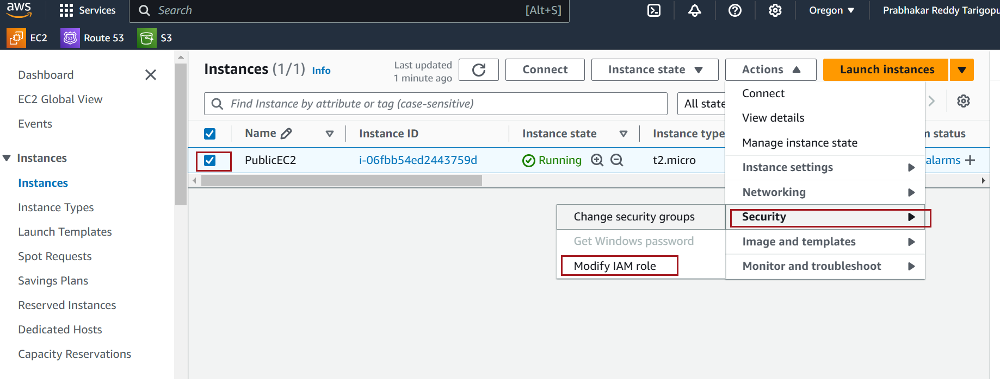 aws
Services
Search
[Alt+S]
Oregon ▼
Prabhakar Reddy Tarigopu
EC2
Route 53
S3
Dashboard
EC2 Global View
Events
Instances
Instances
Instance Types
Launch Templates
Spot Requests
Savings Plans
Reserved Instances
Dedicated Hosts
Capacity Reservations
Instances (1/1) Info
Last updated
1 minute ago
Connect
Instance state
Actions
Launch instances
Find Instance by attribute or tag (case-sensitive)
All state
Name
Instance ID
Instance state
Instance type
status
PublicEC2
i-06fbb54ed2443759d
Running
t2.micro
alarms +
Connect
View details
Manage instance state
Instance settings
Networking
Security
Image and templates
Monitor and troubleshoot
Change security groups
Get Windows password
Modify IAM role